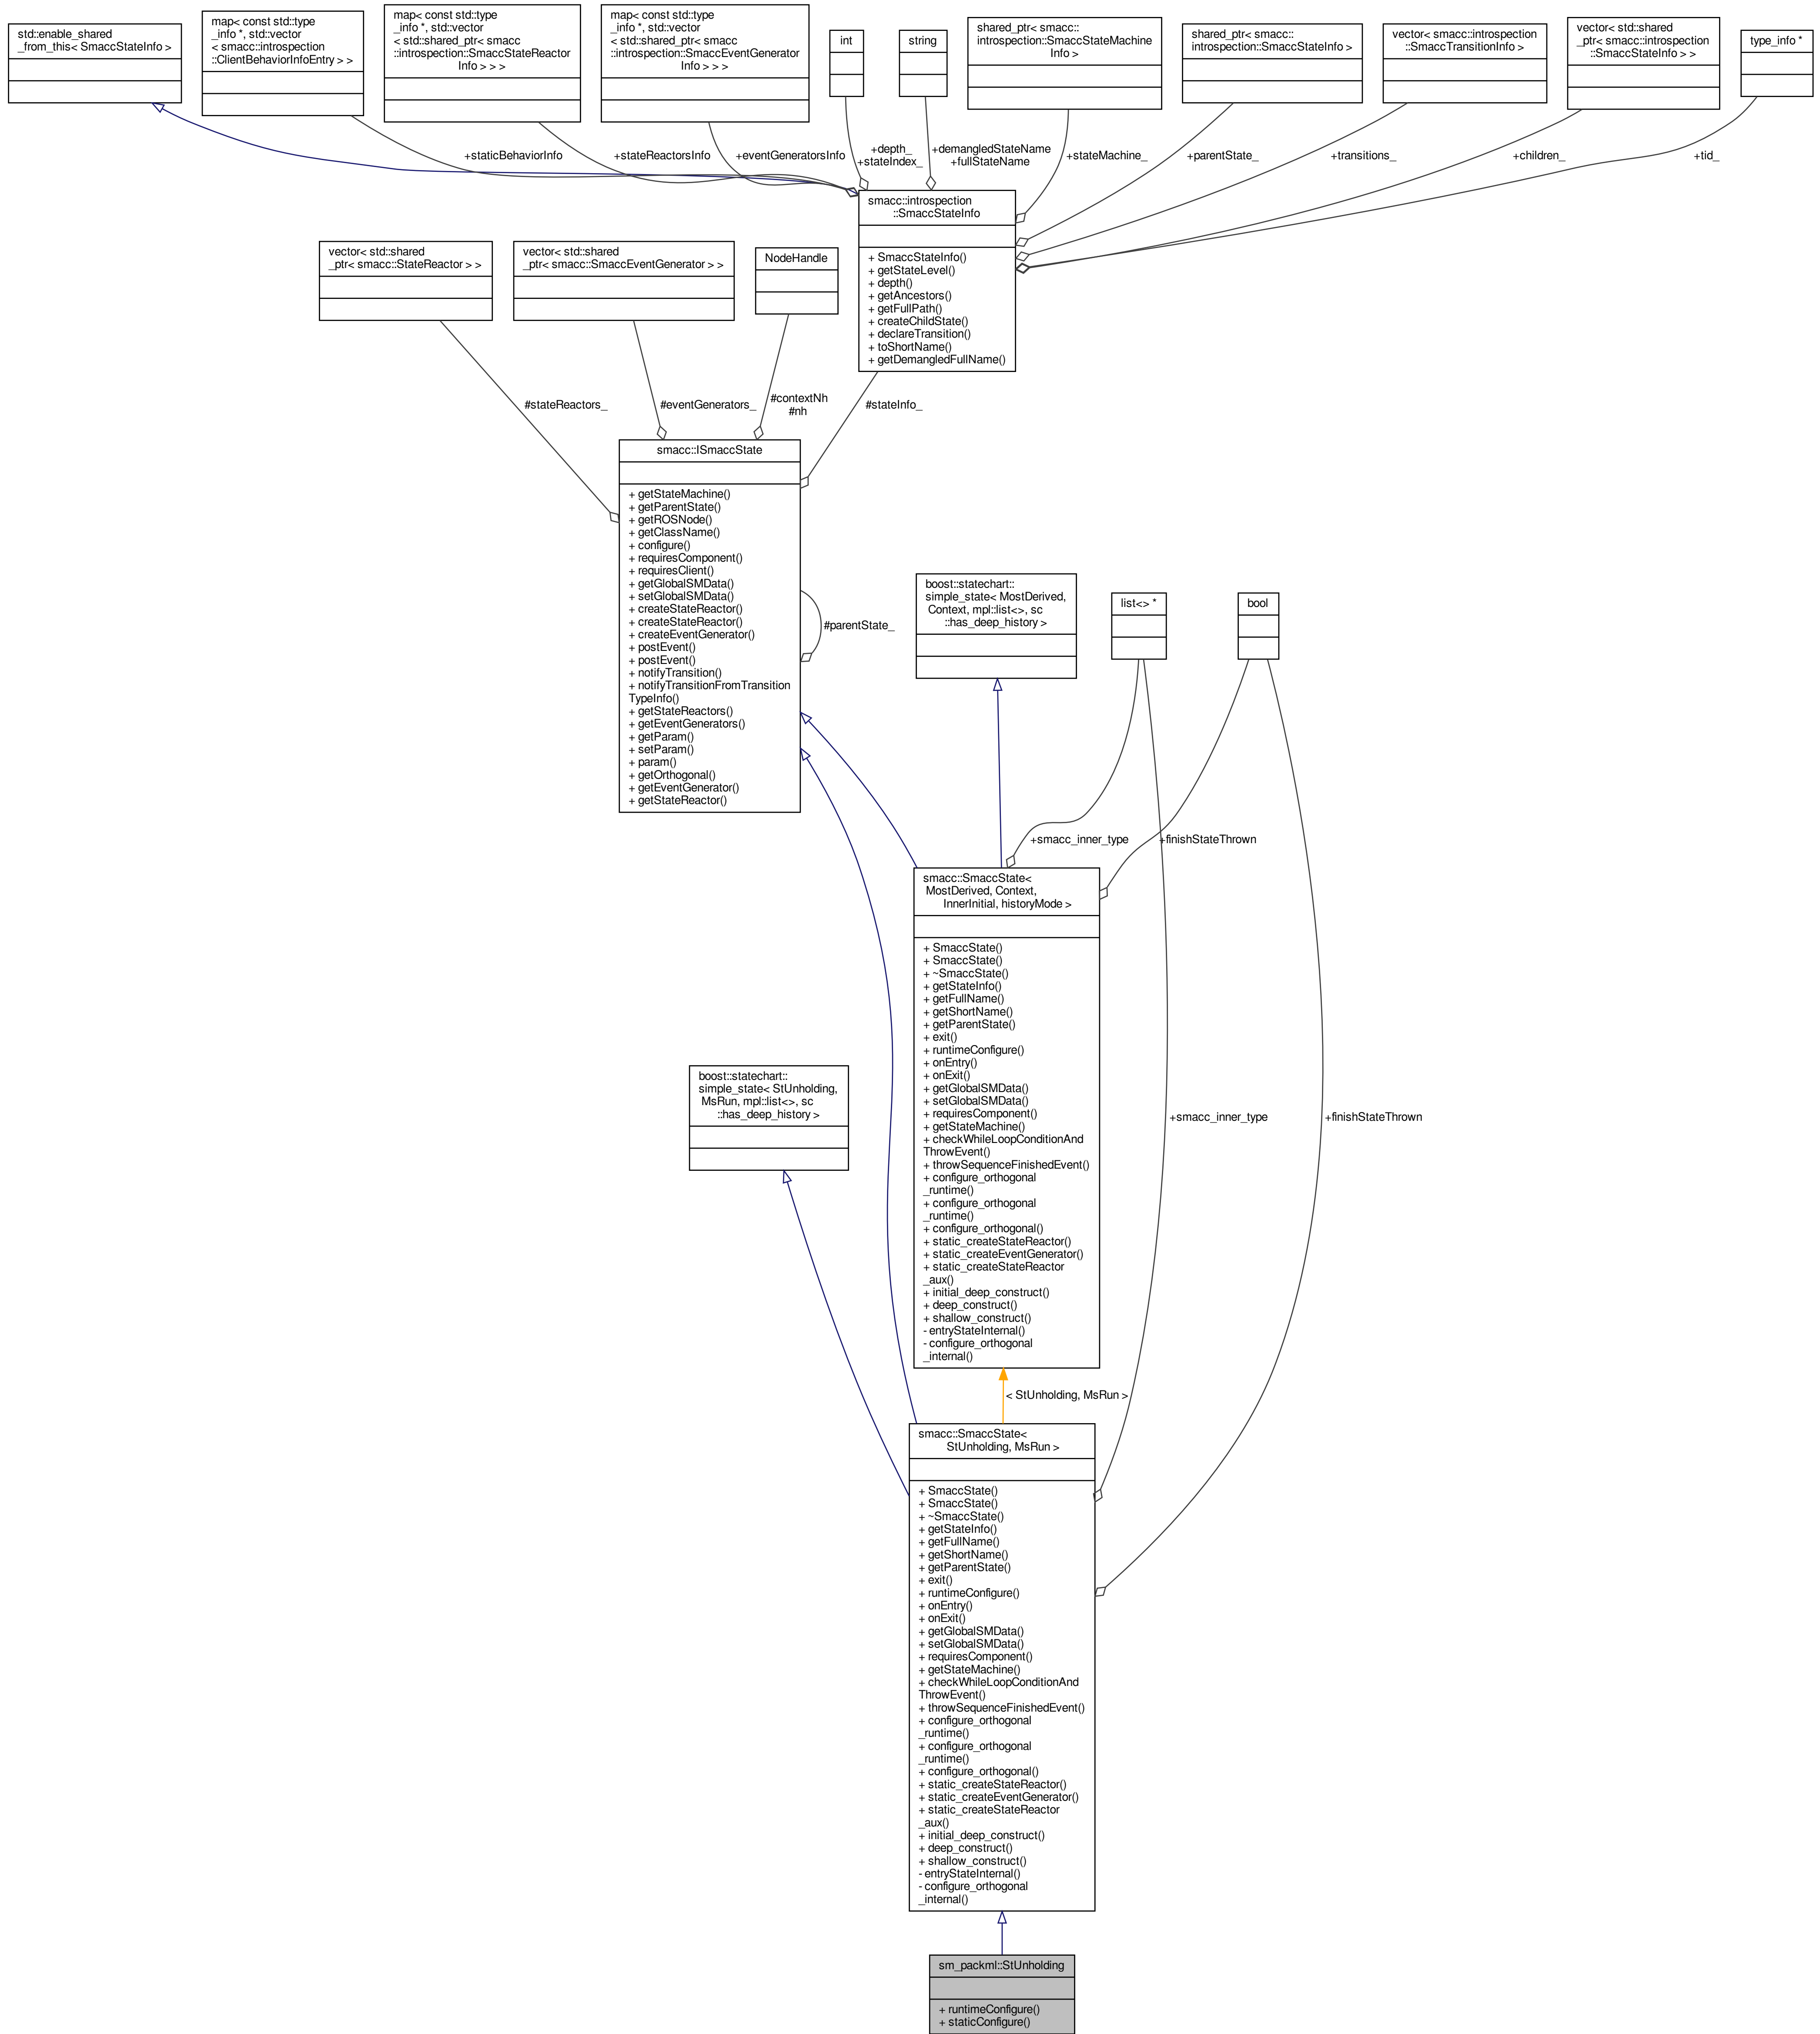 std::enable_shared
_from_this< SmaccStateInfo >
map< const std::type
_info *, std::vector
< smacc::introspection
::ClientBehaviorInfoEntry > >
map< const std::type
_info *, std::vector
< std::shared_ptr< smacc
::introspection::SmaccStateReactor
Info > > >
map< const std::type
_info *, std::vector
< std::shared_ptr< smacc
::introspection::SmaccEventGenerator
Info > > >
int
string
shared_ptr< smacc::
introspection::SmaccStateMachine
Info >
shared_ptr< smacc::
introspection::SmaccStateInfo >
vector< smacc::introspection
::SmaccTransitionInfo >
vector< std::shared
_ptr< smacc::introspection
::SmaccStateInfo > >
type_info *
+staticBehaviorInfo
+stateReactorsInfo
+eventGeneratorsInfo
+depth_
+stateIndex_
+demangledStateName
+fullStateName
+stateMachine_
+parentState_
+transitions_
+children_
+tid_
smacc::introspection
::SmaccStateInfo
+ SmaccStateInfo()
+ getStateLevel()
+ depth()
+ getAncestors()
+ getFullPath()
+ createChildState()
+ declareTransition()
+ toShortName()
+ getDemangledFullName()
vector< std::shared
_ptr< smacc::StateReactor > >
vector< std::shared
_ptr< smacc::SmaccEventGenerator > >
NodeHandle
#stateReactors_
#eventGenerators_
#contextNh
#nh
#stateInfo_
smacc::ISmaccState
+ getStateMachine()
+ getParentState()
+ getROSNode()
+ getClassName()
+ configure()
+ requiresComponent()
+ requiresClient()
+ getGlobalSMData()
+ setGlobalSMData()
+ createStateReactor()
+ createStateReactor()
+ createEventGenerator()
+ postEvent()
+ postEvent()
+ notifyTransition()
+ notifyTransitionFromTransition
TypeInfo()
+ getStateReactors()
+ getEventGenerators()
+ getParam()
+ setParam()
+ param()
+ getOrthogonal()
+ getEventGenerator()
+ getStateReactor()
#parentState_
boost::statechart::
simple_state< MostDerived,
Context, mpl::list<>, sc
::has_deep_history >
list<> *
bool
+smacc_inner_type
+finishStateThrown
smacc::SmaccState<
MostDerived, Context,
InnerInitial, historyMode >
+ SmaccState()
+ SmaccState()
+ ~SmaccState()
+ getStateInfo()
+ getFullName()
+ getShortName()
+ getParentState()
+ exit()
+ runtimeConfigure()
+ onEntry()
+ onExit()
+ getGlobalSMData()
+ setGlobalSMData()
+ requiresComponent()
+ getStateMachine()
+ checkWhileLoopConditionAnd
ThrowEvent()
+ throwSequenceFinishedEvent()
+ configure_orthogonal
_runtime()
+ configure_orthogonal
_runtime()
+ configure_orthogonal()
+ static_createStateReactor()
+ static_createEventGenerator()
+ static_createStateReactor
_aux()
+ initial_deep_construct()
+ deep_construct()
+ shallow_construct()
- entryStateInternal()
- configure_orthogonal
_internal()
boost::statechart::
simple_state< StUnholding,
MsRun, mpl::list<>, sc
::has_deep_history >
+smacc_inner_type
+finishStateThrown
< StUnholding, MsRun >
smacc::SmaccState<
StUnholding, MsRun >
+ SmaccState()
+ SmaccState()
+ ~SmaccState()
+ getStateInfo()
+ getFullName()
+ getShortName()
+ getParentState()
+ exit()
+ runtimeConfigure()
+ onEntry()
+ onExit()
+ getGlobalSMData()
+ setGlobalSMData()
+ requiresComponent()
+ getStateMachine()
+ checkWhileLoopConditionAnd
ThrowEvent()
+ throwSequenceFinishedEvent()
+ configure_orthogonal
_runtime()
+ configure_orthogonal
_runtime()
+ configure_orthogonal()
+ static_createStateReactor()
+ static_createEventGenerator()
+ static_createStateReactor
_aux()
+ initial_deep_construct()
+ deep_construct()
+ shallow_construct()
- entryStateInternal()
- configure_orthogonal
_internal()
sm_packml::StUnholding
+ runtimeConfigure()
+ staticConfigure()